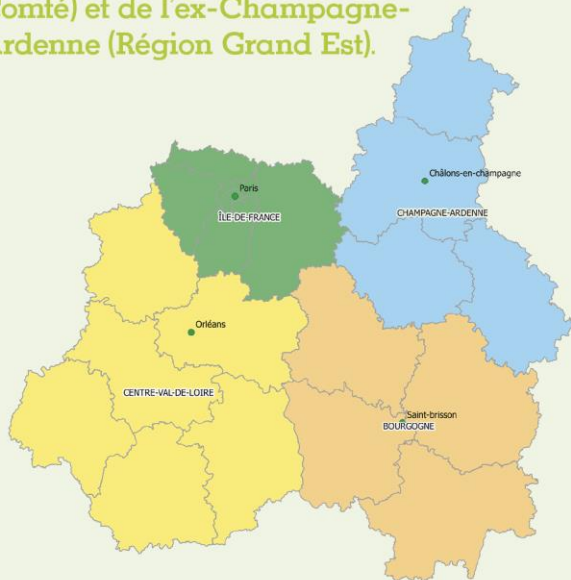 omté) et de l'ex-Champagne-
rdenne (Région Grand Est).
Paris
ÎLE-DE-FRANCE
Châlons-en-champagne
CHAMPAGNE-ARDENNE
Orléans
CENTRE-VAL-DE-LOIRE
Saint-brisson
BOURGOGNE